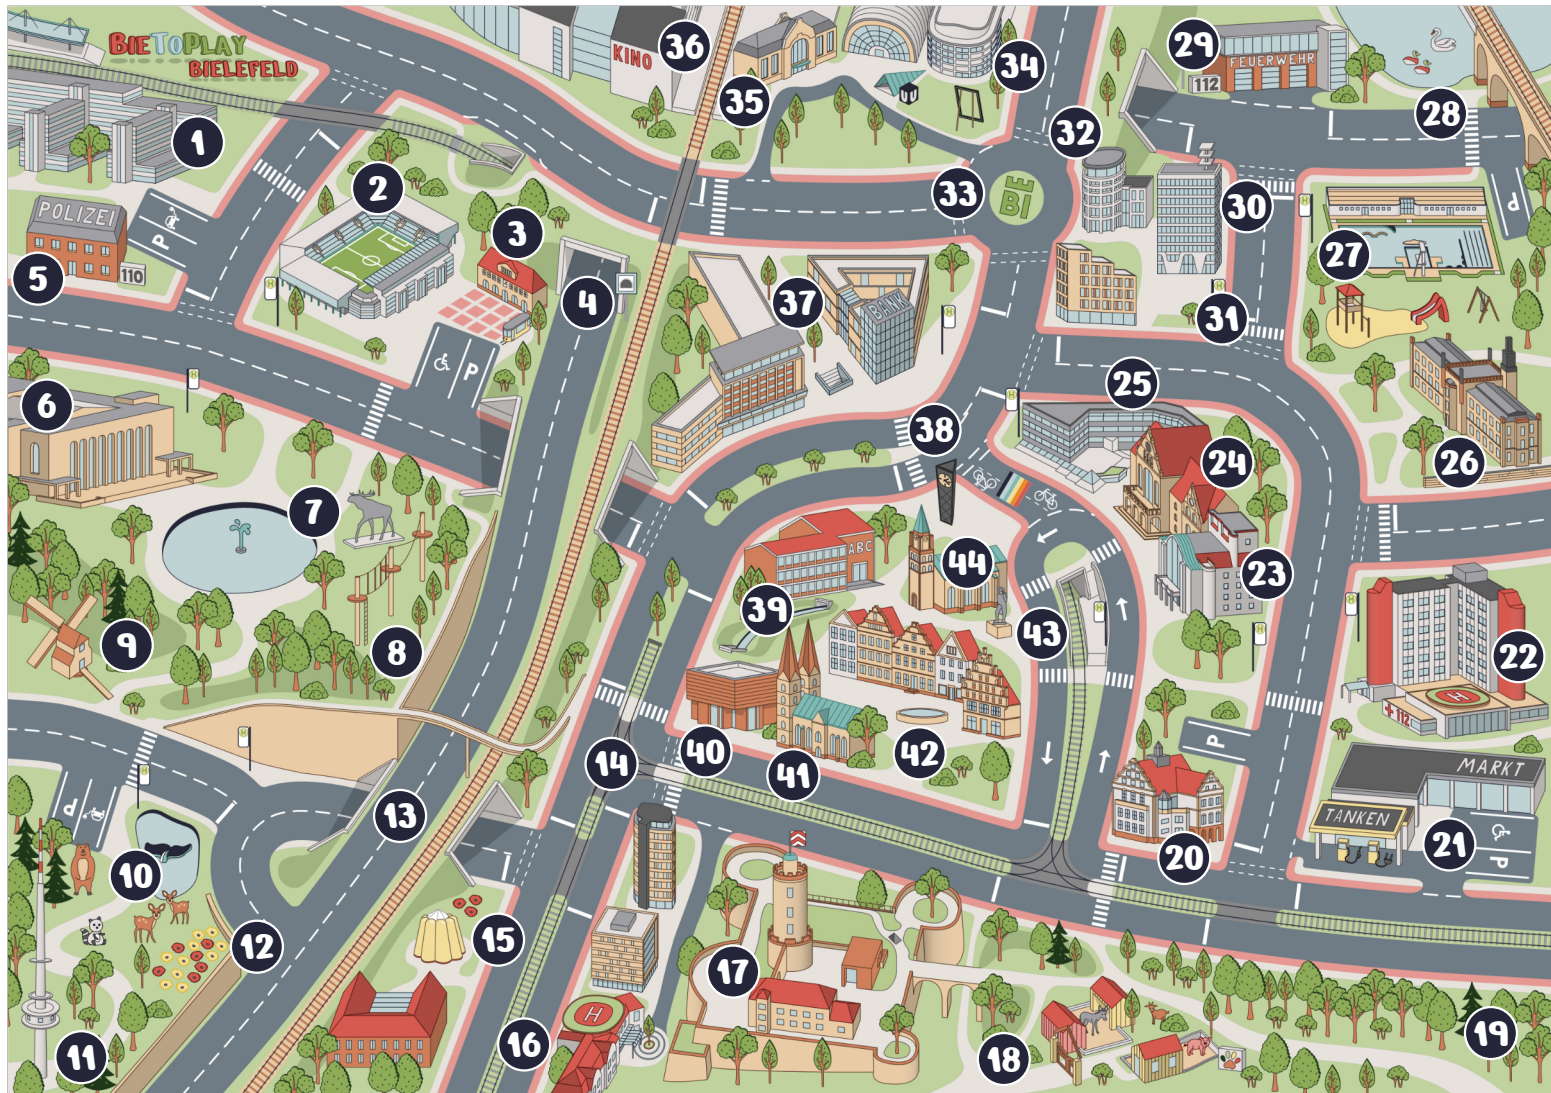 BIETOPLAY
BIELEFELD
36
KINO
35
34
29
FEUERWEHR
112
28
1
2
32
33
BI
30
P
POLIZEI
110
5
P
3
4
27
37
BANK
H
31
H
H
H
P
6
H
7
38
H
25
24
26
8
9
ABC
39
44
43
H
23
H
H
22
H
112
40
41
42
14
H
H
13
P
10
P
20
MARKT
TANKEN
21
P
12
15
11
16
H
17
18
19